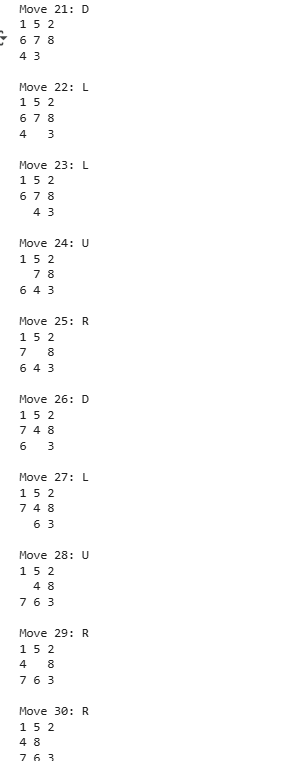 Move 21: D
1 5 2
6 7 8
4 3
Move 22: L
1 5 2
6 7 8
4   3
Move 23: L
1 5 2
6 7 8
  4 3
Move 24: U
1 5 2
  7 8
6 4 3
Move 25: R
1 5 2
7   8
6 4 3
Move 26: D
1 5 2
7 4 8
6   3
Move 27: L
1 5 2
7 4 8
  6 3
Move 28: U
1 5 2
  4 8
7 6 3
Move 29: R
1 5 2
4   8
7 6 3
Move 30: R
1 5 2
4 8
7 6 3